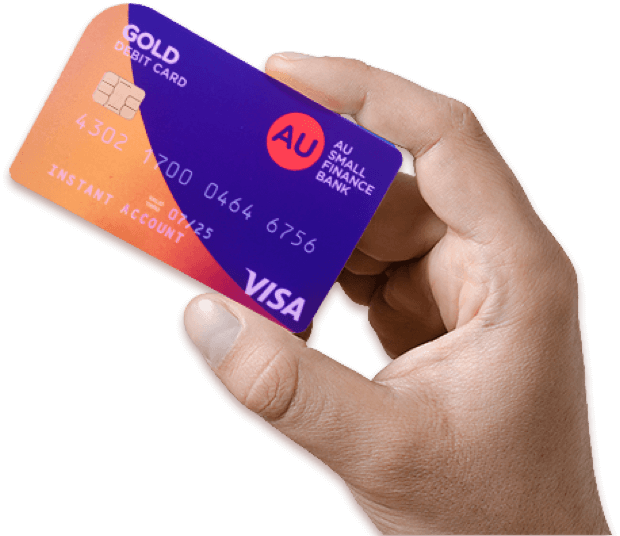 GOLD
DEBIT CARD
AU
AU
SMALL
FINANCE
BANK
4302 1700 0464 6756
07/25
INSTANT ACCOUNT
VISA